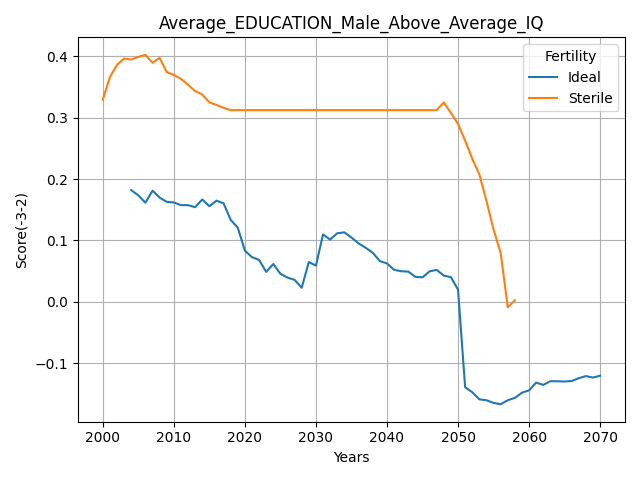 Average_EDUCATION_Male_Above_Average_IQ
Fertility
Ideal
Sterile
Score(-3-2)
0.4
0.3
0.2
0.1
0.0
−0.1
2000 2010 2020 2030 2040 2050 2060 2070
Years